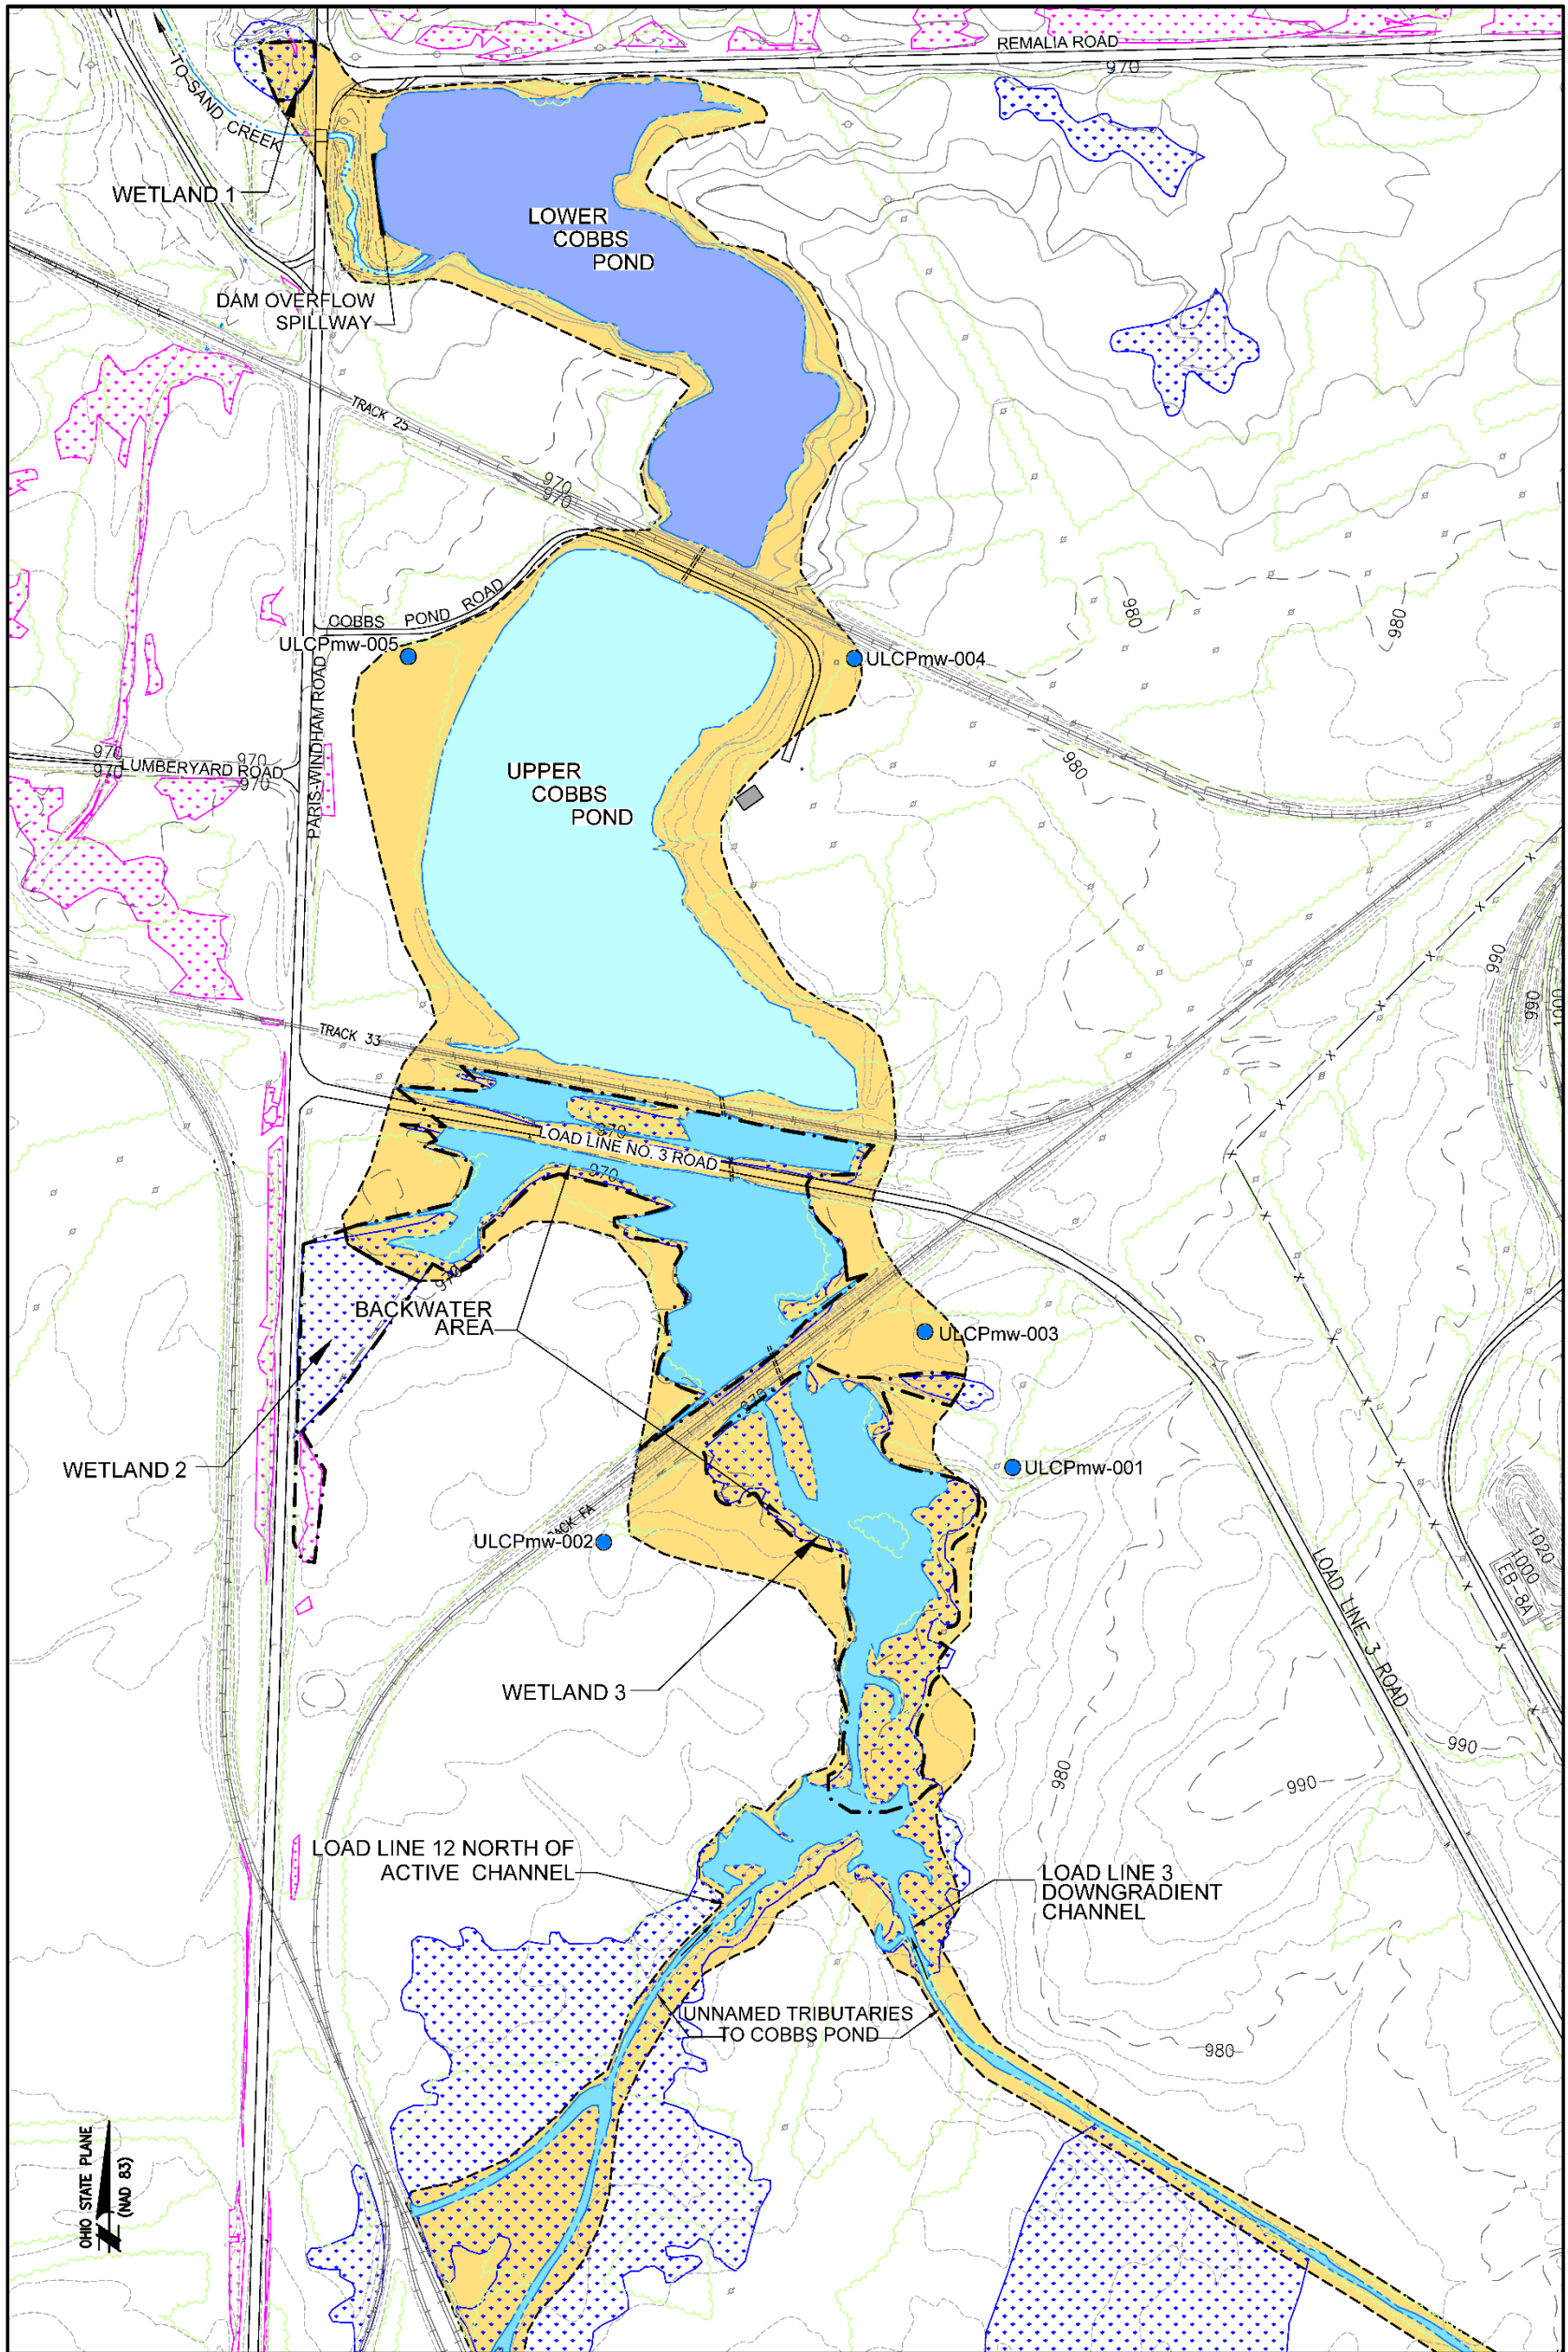 REMALIA ROAD
970
TO SAND CREEK
WETLAND 1
LOWER
COBBS
POND
DAM OVERFLOW
SPILLWAY
TRACK 25
970
970
COBBS POND ROAD
ULCPmw-005
ULCPmw-004
980
980
PARIS-WINDHAM ROAD
970
970
LUMBERYARD ROAD
970
970
980
UPPER
COBBS
POND
990
990
1000
TRACK 33
970
LOAD LINE NO. 3 ROAD
970
970
BACKWATER
AREA
ULCPmw-003
970
WETLAND 2
ULCPmw-001
ACK FA
ULCPmw-002
1020
1000
EB-8A
LOAD LINE 3 ROAD
WETLAND 3
990
980
990
LOAD LINE 12 NORTH OF
ACTIVE CHANNEL
LOAD LINE 3
DOWNGRADIENT
CHANNEL
UNNAMED TRIBUTARIES
TO COBBS POND
980
OHIO STATE PLANE
(NAD 83)